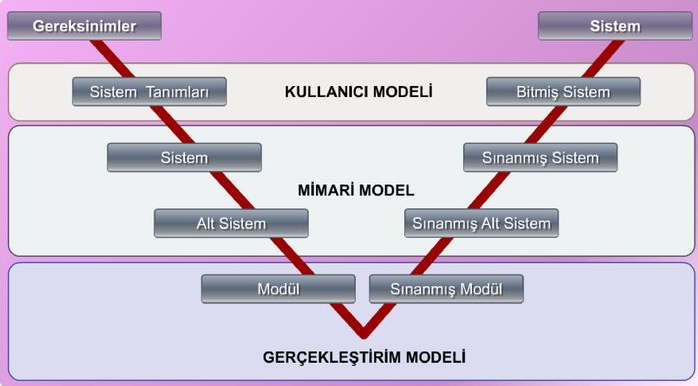 Gereksinimler
Sistem
Sistem Tanımları
KULLANICI MODELİ
Bitmiş Sistem
Sistem
Sınanmış Sistem
MİMARİ MODEL
Alt Sistem
Sınanmış Alt Sistem
Modül
Sınanmış Modül
GERÇEKLEŞTİRİM MODELİ